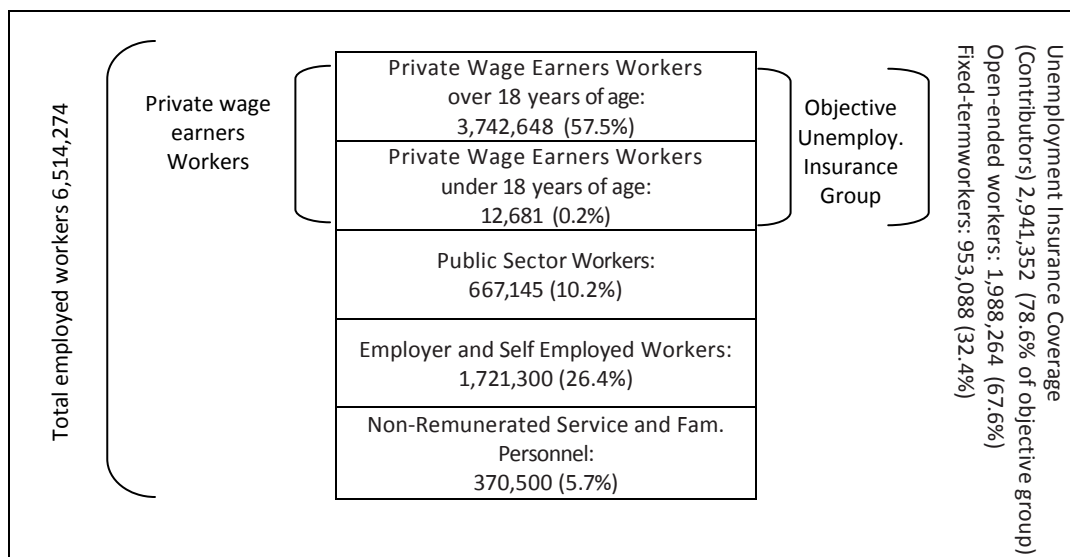 Total employed workers 6,514,274
Private wage
earners
Workers
Private Wage Earners Workers
over 18 years of age:
3,742,648 (57.5%)
Private Wage Earners Workers
under 18 years of age:
12,681 (0.2%)
Public Sector Workers:
667,145 (10.2%)
Employer and Self Employed Workers:
1,721,300 (26.4%)
Non-Remunerated Service and Fam.
Personnel:
370,500 (5.7%)
Objective
Unemploy.
Insurance
Group
Unemployment Insurance Coverage
(Contributors) 2,941,352 (78.6% of objective group)
Open-ended workers: 1,988,264 (67.6%)
Fixed-termworkers: 953,088 (32.4%)